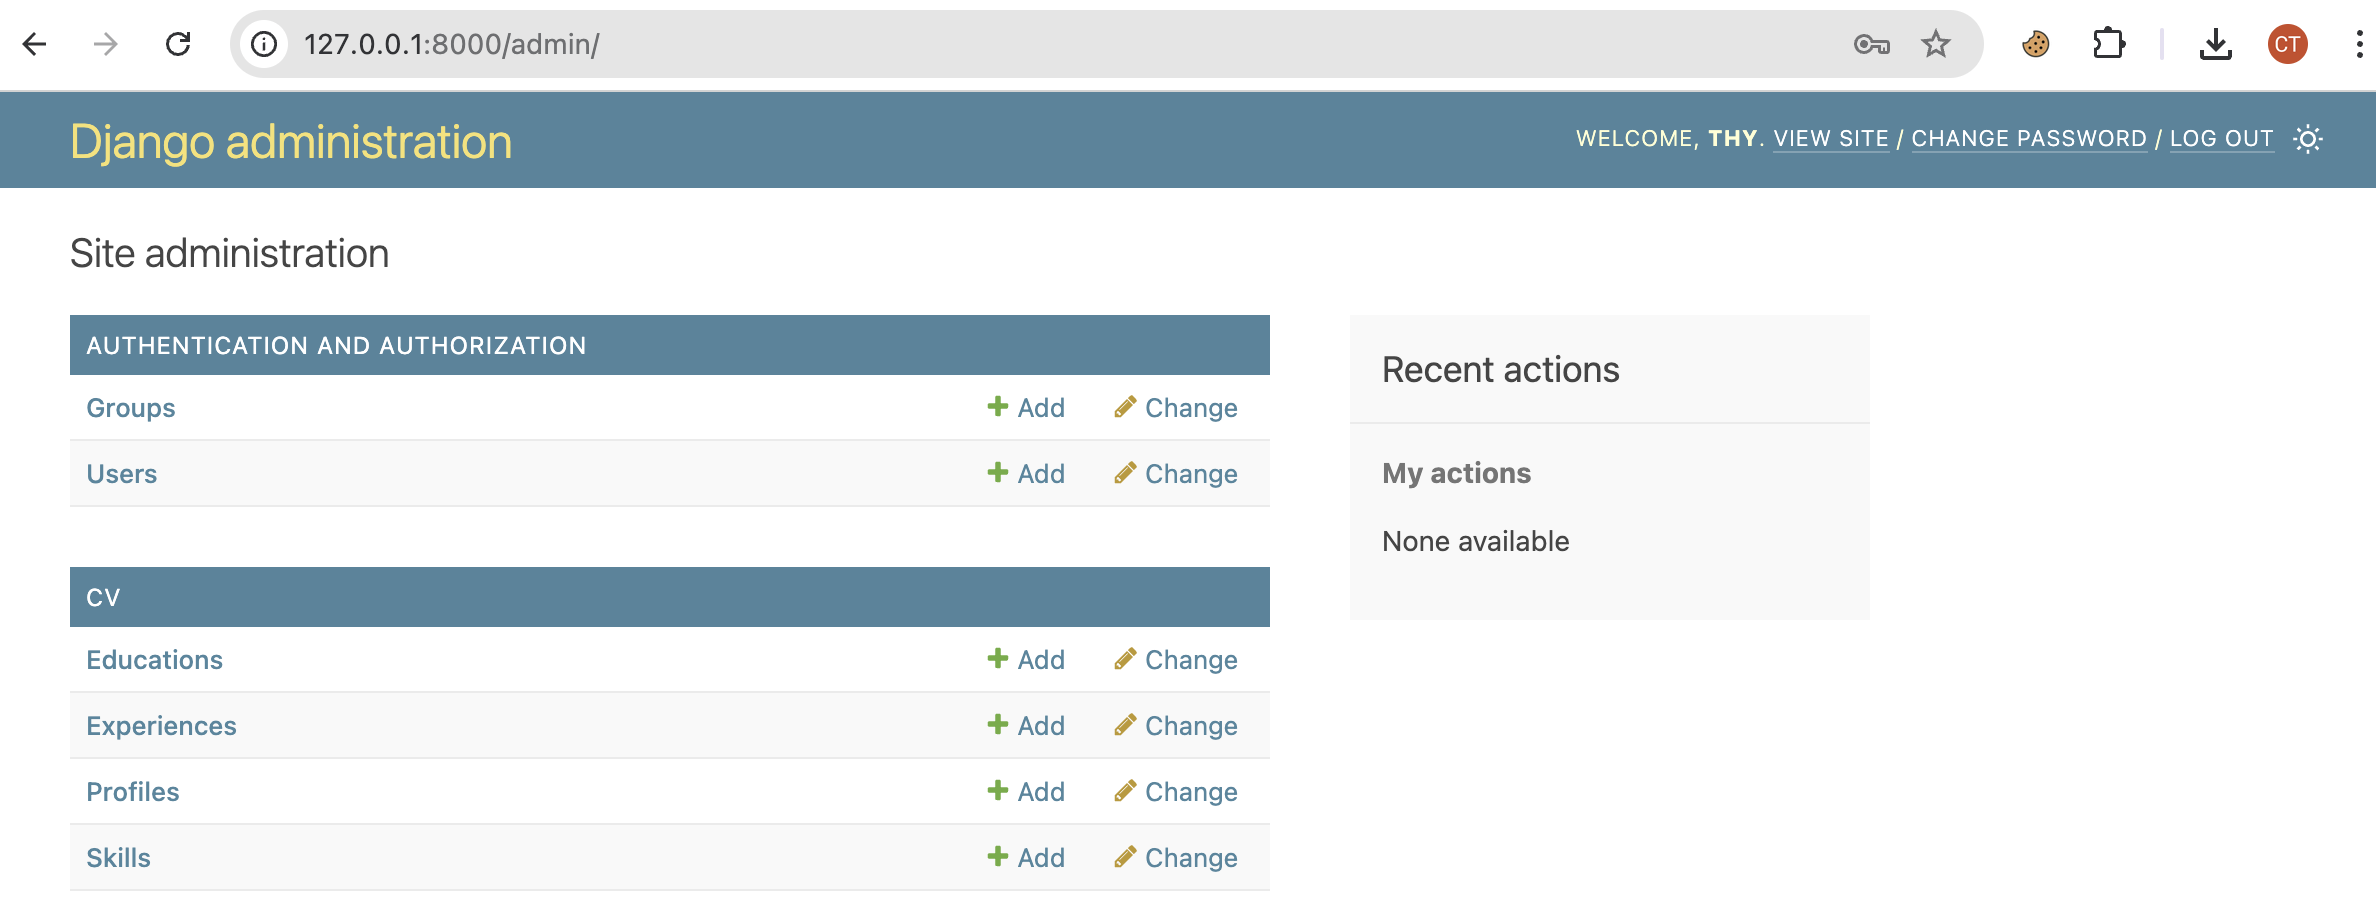 127.0.0.1:8000/admin/
CT
Django administration
WELCOME, THY. VIEW SITE / CHANGE PASSWORD / LOG OUT
Site administration
AUTHENTICATION AND AUTHORIZATION
Groups Add Change
Users Add Change
CV
Educations Add Change
Experiences Add Change
Profiles Add Change
Skills Add Change
Recent actions
My actions
None available